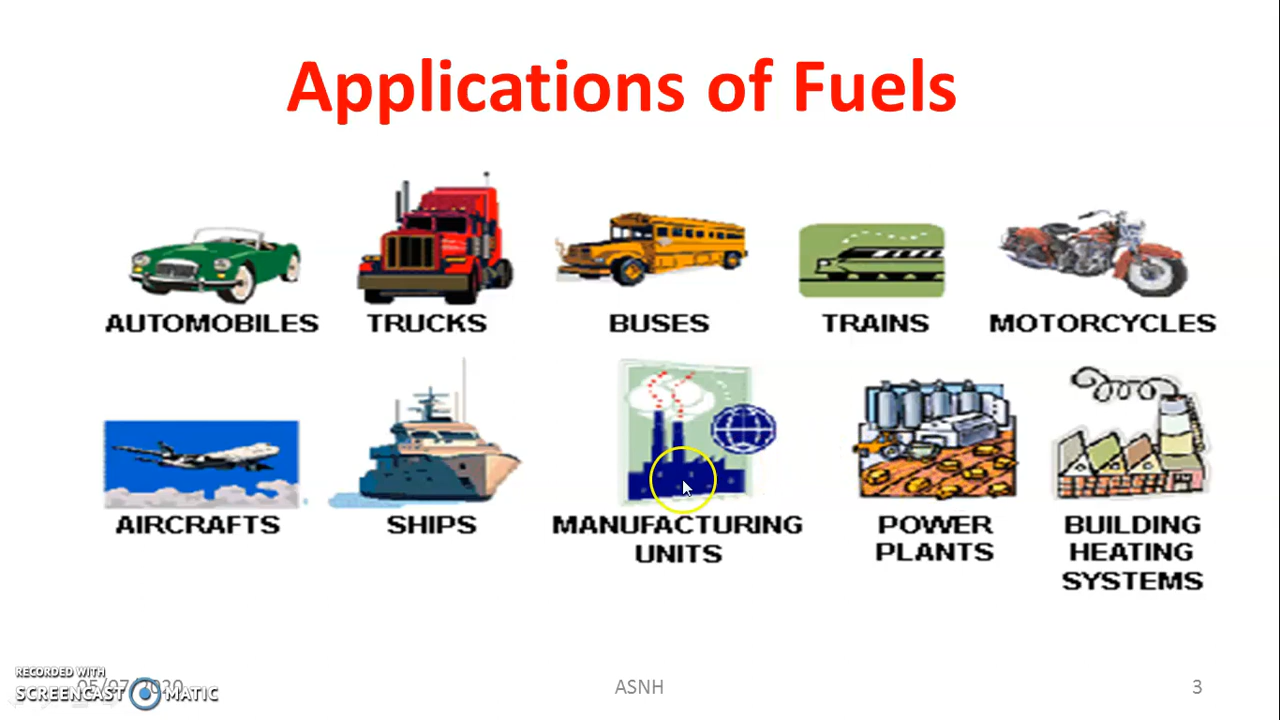 Applications of Fuels
AUTOMOBILES TRUCKS BUSES TRAINS MOTORCYCLES
AIRCRAFTS SHIPS MANUFACTURING UNITS POWER PLANTS BUILDING HEATING SYSTEMS
RECORDED WITH
SCREENCAST MATIC
ASNH 3